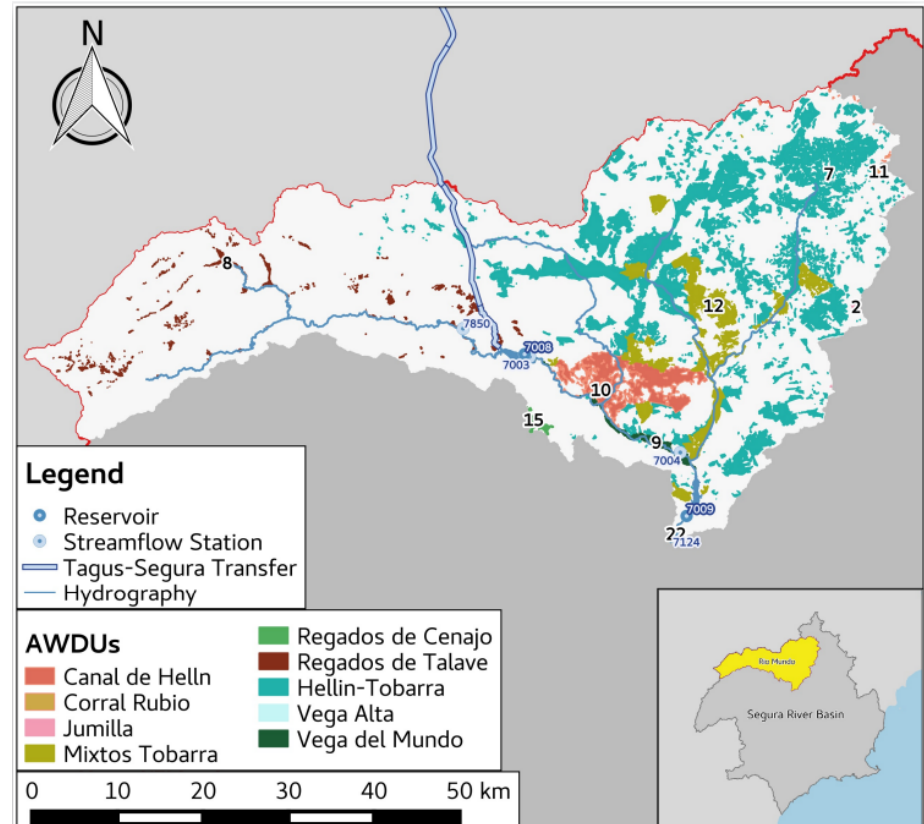 N
11
7
8
12
2
7850
7008
7003
10
15
9
7004
7009
22
7124
Legend
Reservoir
Streamflow Station
Tagus-Segura Transfer
Hydrography
AWDUs
Canal de Helln
Corral Rubio
Jumilla
Mixtos Tobarra
Regados de Cenajo
Regados de Talave
Hellin-Tobarra
Vega Alta
Vega del Mundo
0 10 20 30 40 50 km
Rio Mundo
Segura River Basin